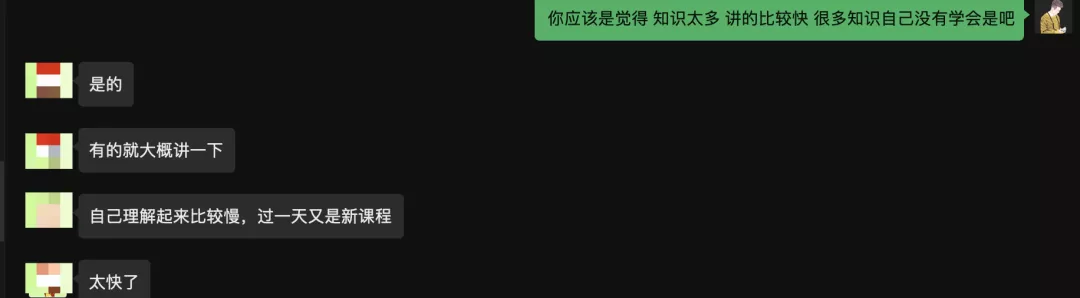 你应该是觉得 知识太多 讲的比较快 很多知识自己没有学会是吧
是的
有的就大概讲一下
自己理解起来比较慢，过一天又是新课程
太快了